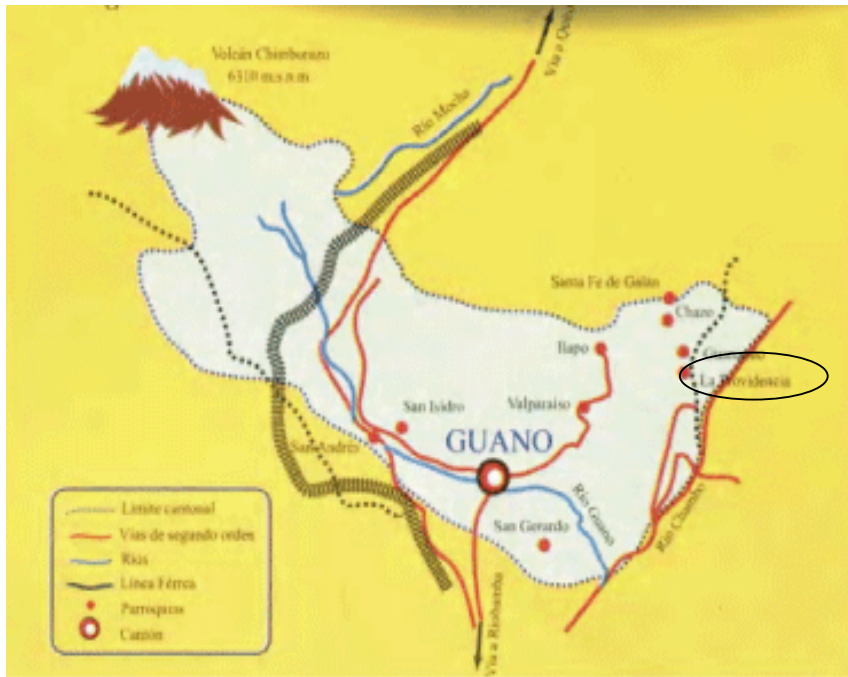 Volcán Chimborazo
6310 m.s.n.m
Río Mocha
Vía a
Santa Fe de Galán
Chazo
Ilapo
La Providencia
Valparaiso
San Isidro
San Andrés
GUANO
Río Guano
Río Chambo
San Gerardo
Vía a Riobamba
Límite cantonal
Vías de segundo orden
Ríos
Línea Férrea
Parroquias
Cantón